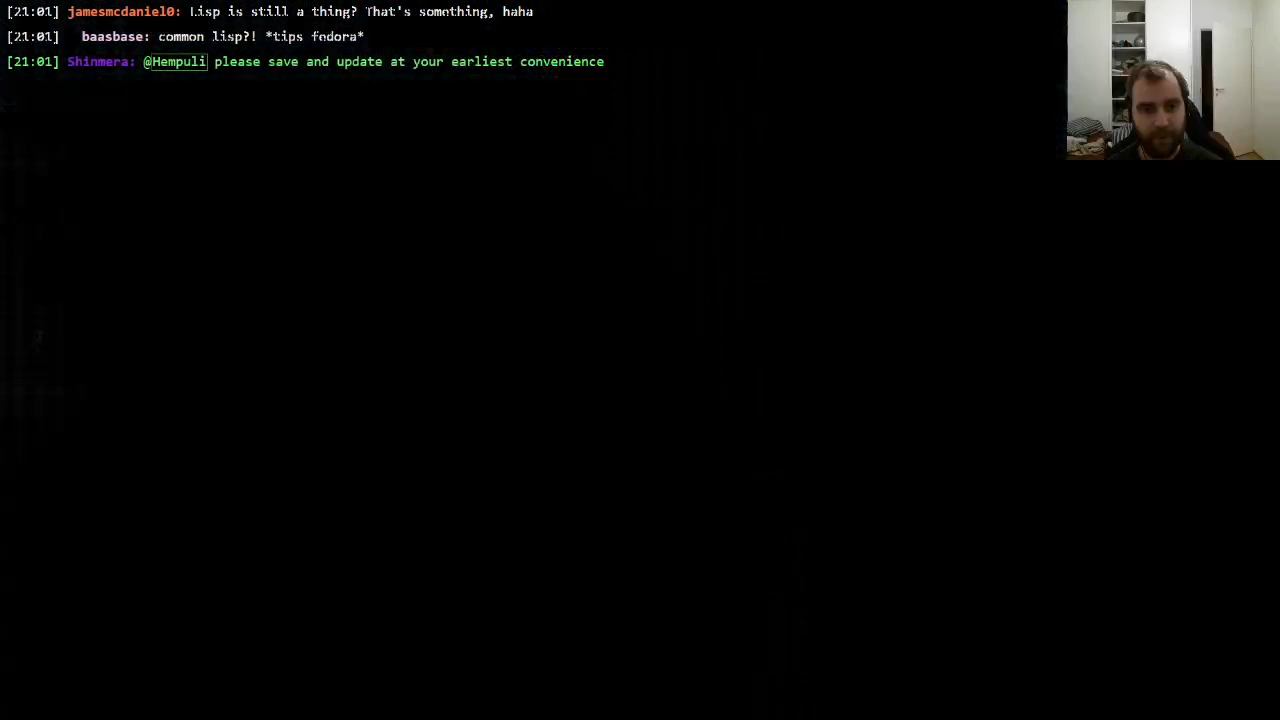 [21:01] jamesmcdaniel0: Lisp is still a thing? That's something, haha
[21:01] baasbase: common lisp?! *tips fedora*
[21:01] Shinmera: @Hempuli please save and update at your earliest convenience